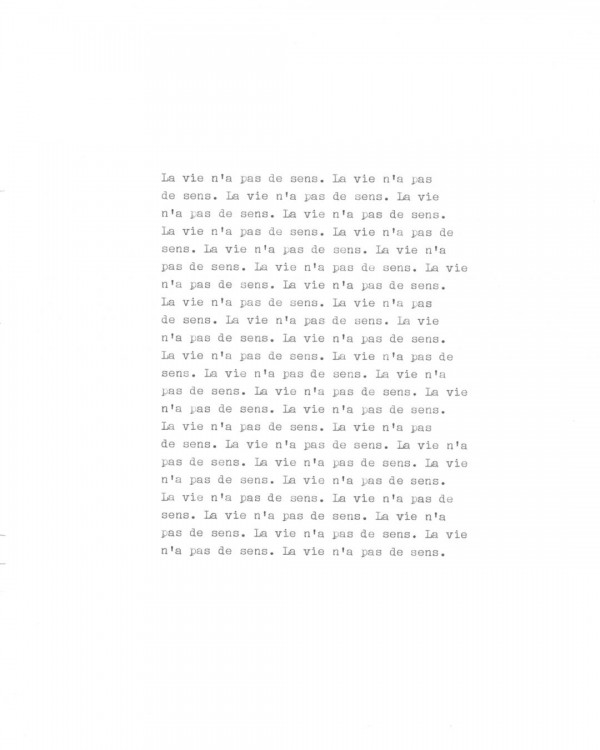 La vie n'a pas de sens. La vie n'a pas
de sens. La vie n'a pas de sens. La vie
n'a pas de sens. La vie n'a pas de sens.
La vie n'a pas de sens. La vie n'a pas de
sens. La vie n'a pas de sens. La vie n'a
pas de sens. La vie n'a pas de sens. La vie
n'a pas de sens. La vie n'a pas de sens.
La vie n'a pas de sens. La vie n'a pas
de sens. La vie n'a pas de sens. La vie
n'a pas de sens. La vie n'a pas de sens.
La vie n'a pas de sens. La vie n'a pas de
sens. La vie n'a pas de sens. La vie n'a
pas de sens. La vie n'a pas de sens. La vie
n'a pas de sens. La vie n'a pas de sens.
La vie n'a pas de sens. La vie n'a pas
de sens. La vie n'a pas de sens. La vie n'a
pas de sens. La vie n'a pas de sens. La vie
n'a pas de sens. La vie n'a pas de sens.
La vie n'a pas de sens. La vie n'a pas de
sens. La vie n'a pas de sens. La vie n'a
pas de sens. La vie n'a pas de sens. La vie
n'a pas de sens. La vie n'a pas de sens.